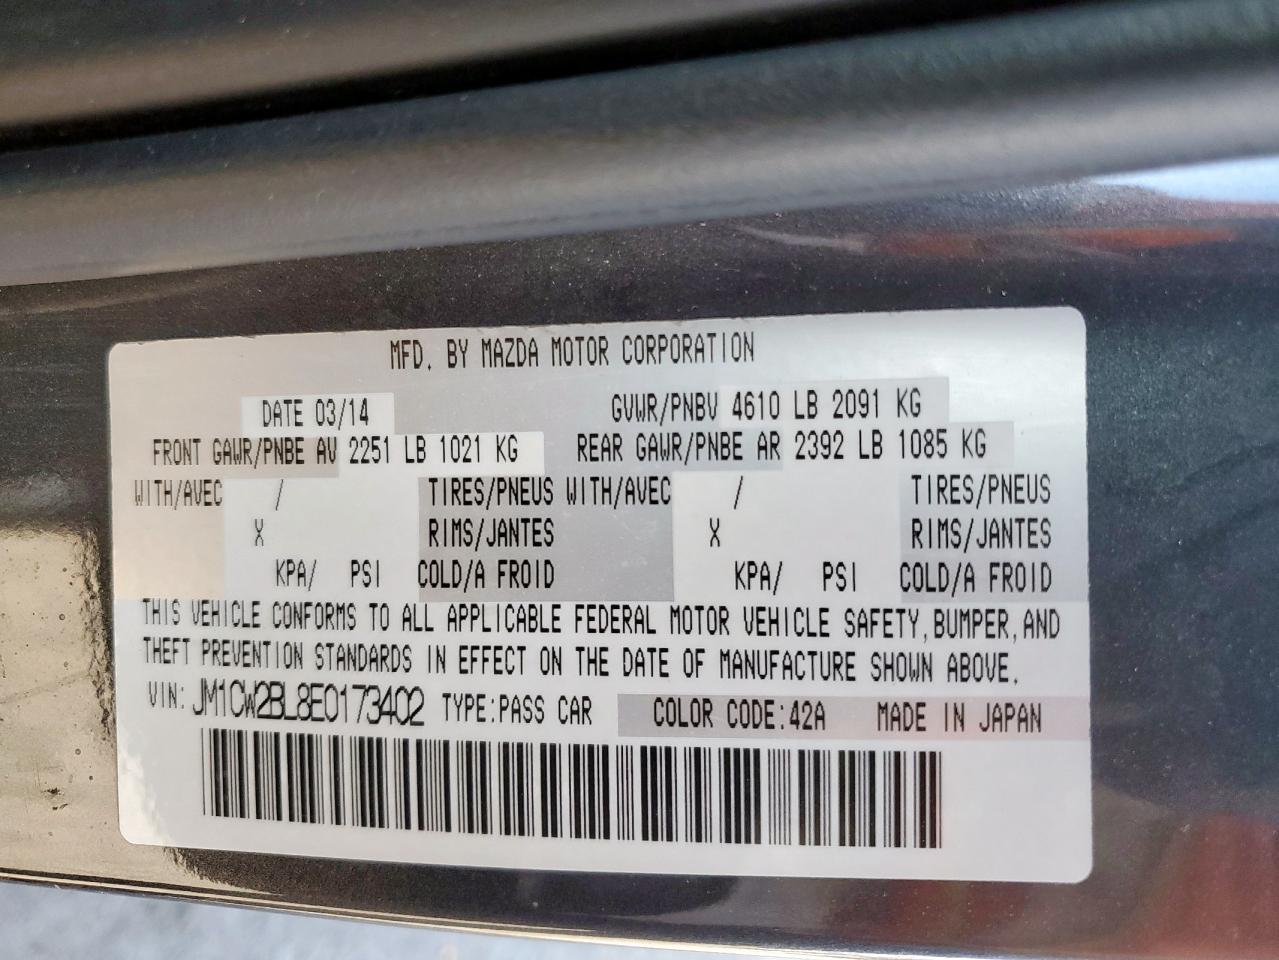 MFD. BY MAZDA MOTOR CORPORATION
DATE 03/14 GVWR/PNBV 4610 LB 2091 KG
FRONT GAWR/PNBE AV 2251 LB 1021 KG REAR GAWR/PNBE AR 2392 LB 1085 KG
WITH/AVEC / TIRES/PNEUS WITH/AVEC / TIRES/PNEUS
X RIMS/JANTES X RIMS/JANTES
KPA/ PSI COLD/A FROID KPA/ PSI COLD/A FROID
THIS VEHICLE CONFORMS TO ALL APPLICABLE FEDERAL MOTOR VEHICLE SAFETY, BUMPER, AND
THEFT PREVENTION STANDARDS IN EFFECT ON THE DATE OF MANUFACTURE SHOWN ABOVE.
VIN: JM1CW2BL8E0173402 TYPE:PASS CAR COLOR CODE:42A MADE IN JAPAN